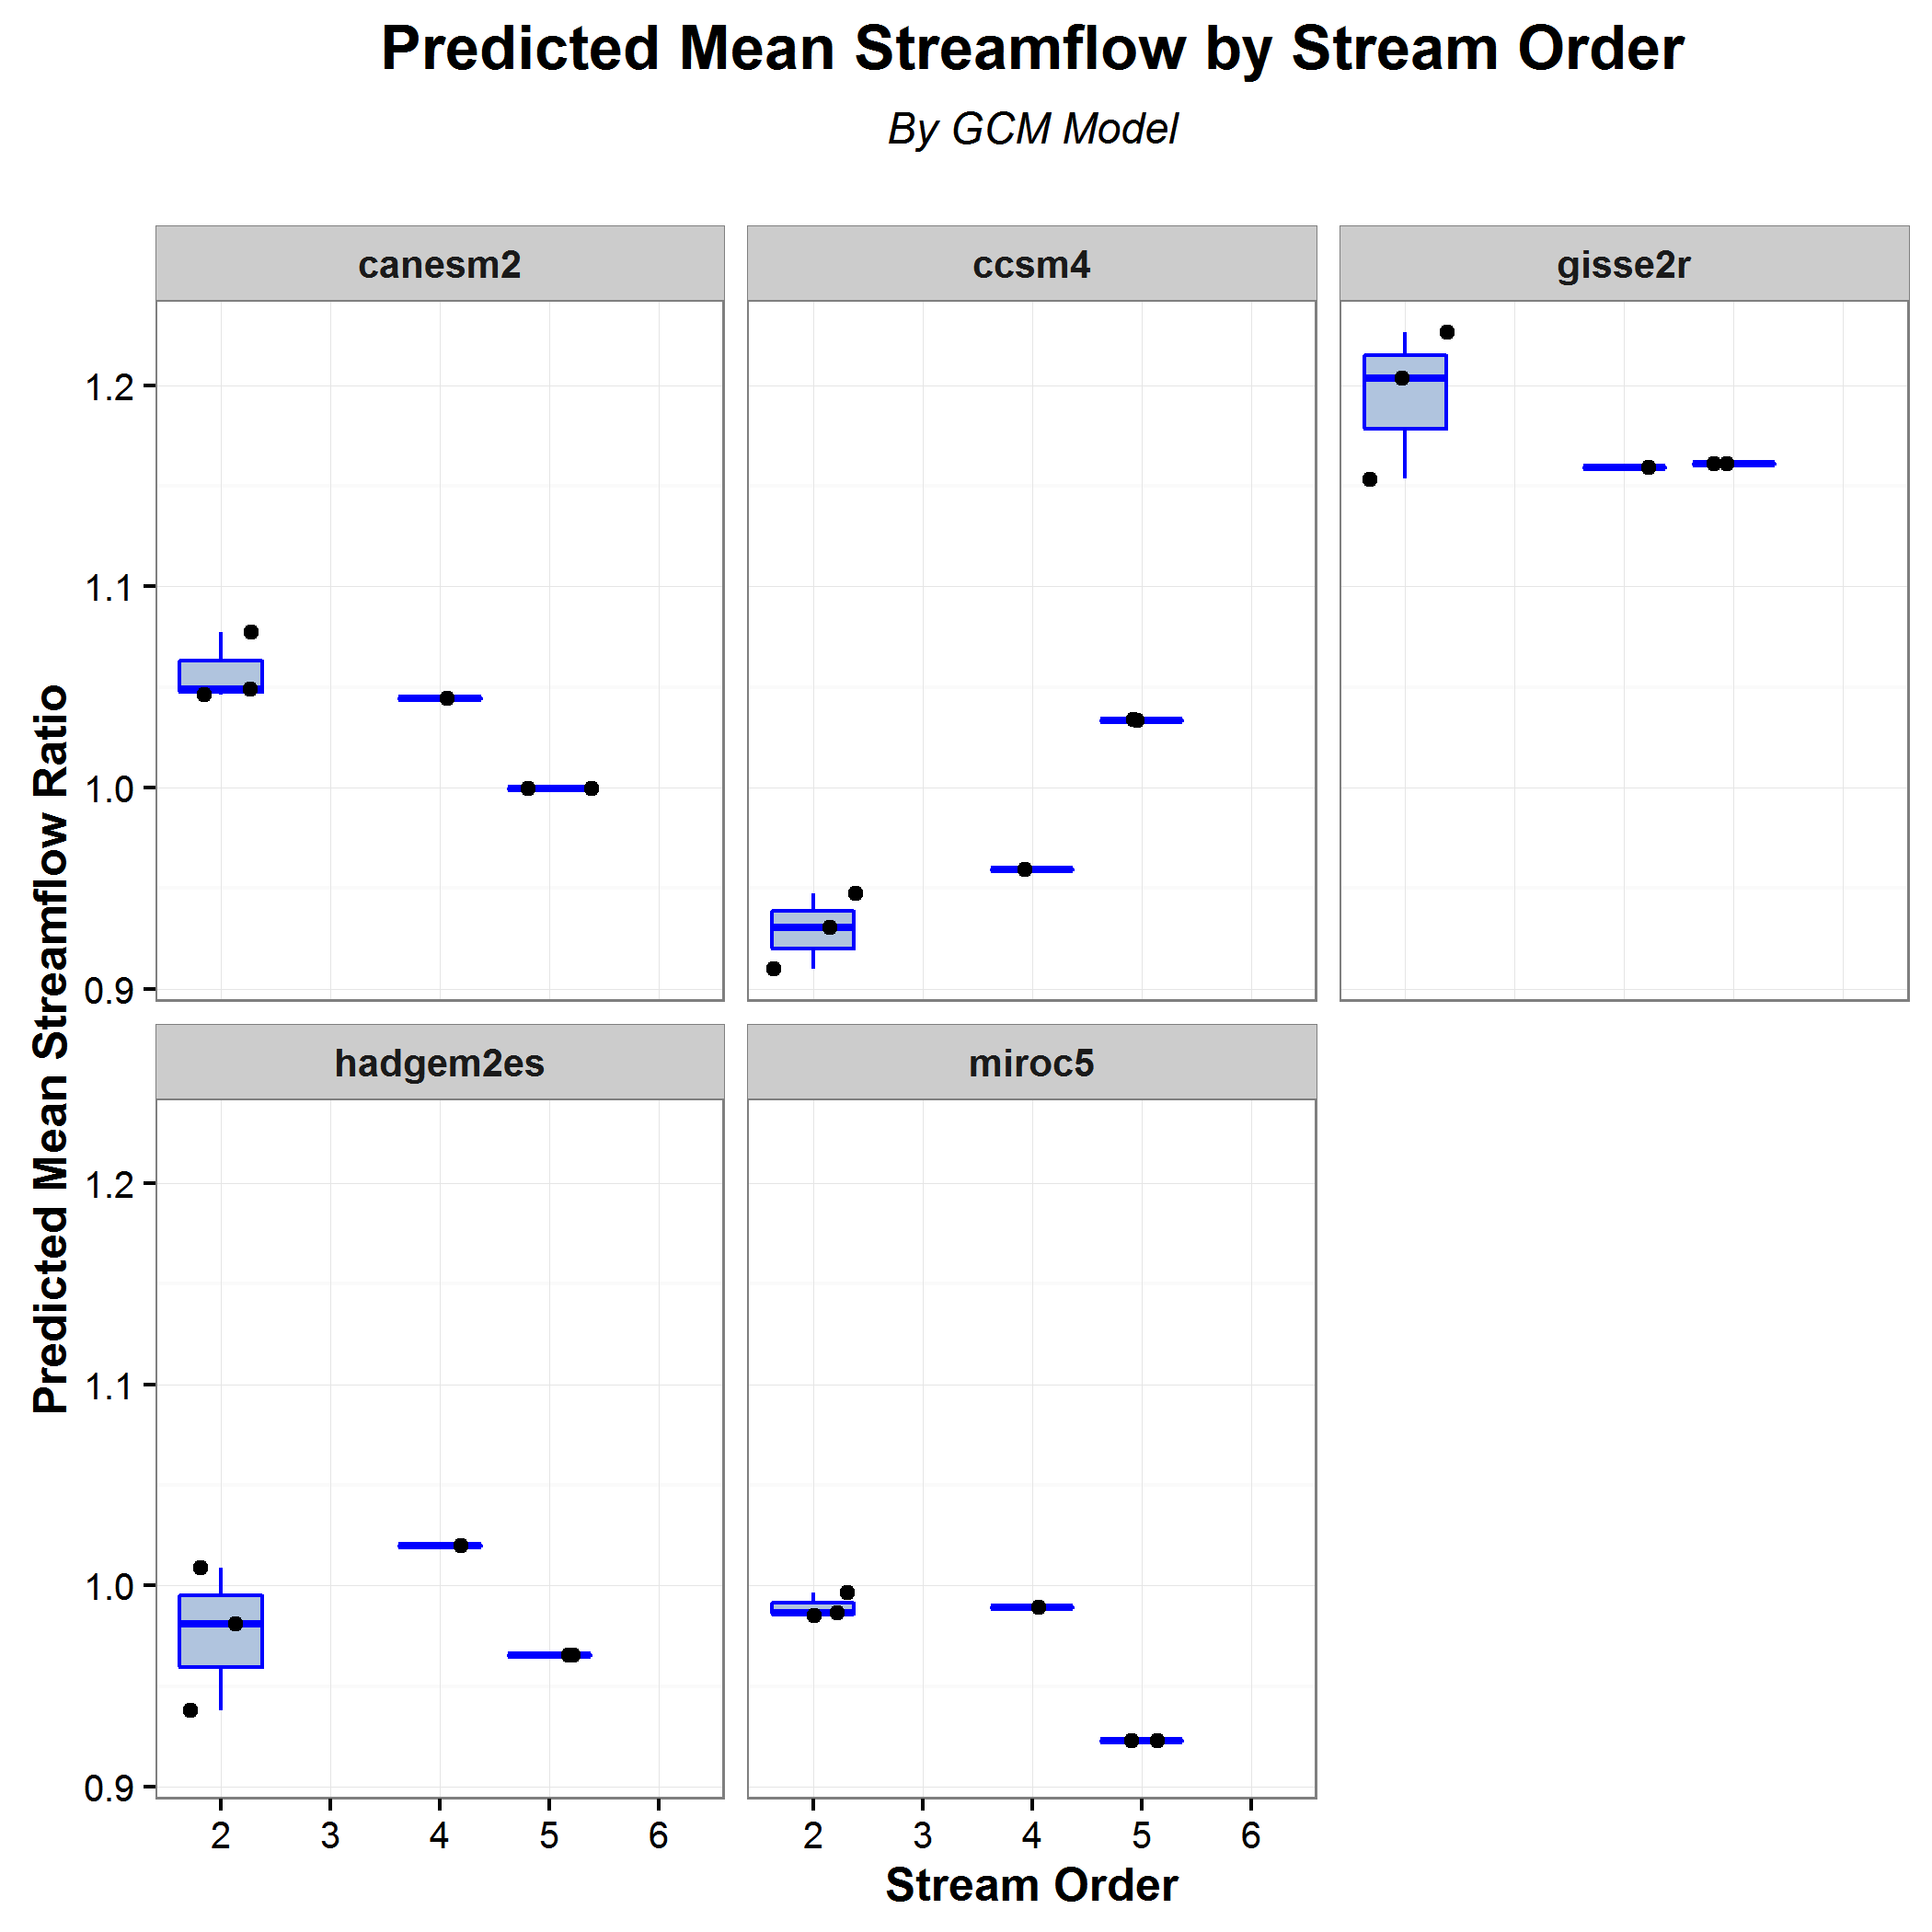 Predicted Mean Streamflow by Stream Order
By GCM Model
canesm2
ccsm4
gisse2r
1.2
1.1
1.0
0.9
Predicted Mean Streamflow Ratio
hadgem2es
miroc5
1.2
1.1
1.0
0.9
2 3 4 5 6
2 3 4 5 6
Stream Order